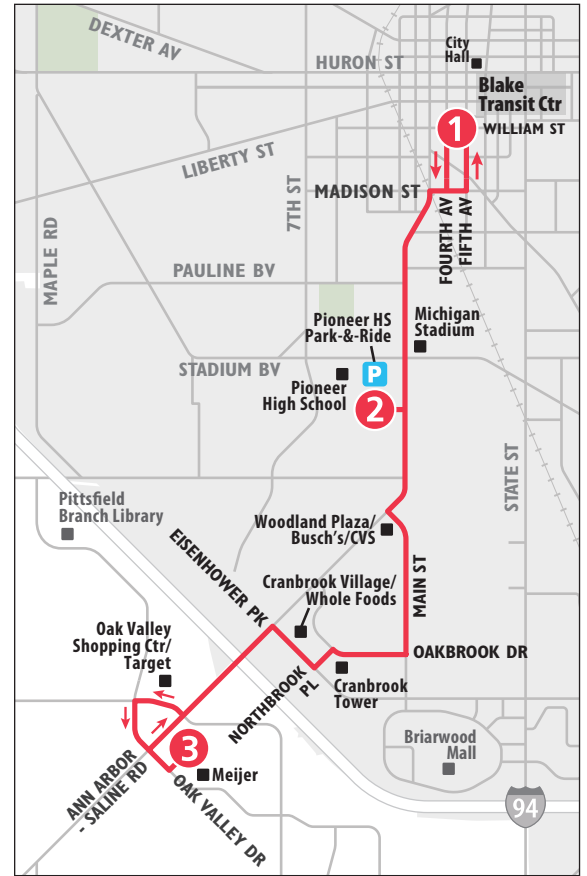 DEXTER AV
City
Hall
HURON ST
Blake
Transit Ctr
1
WILLIAM ST
LIBERTY ST
7TH ST
MADISON ST
FOURTH AV
FIFTH AV
MAPLE RD
PAULINE BV
Pioneer HS
Park-&-Ride
Michigan
Stadium
STADIUM BV
P
Pioneer
High School
2
STATE ST
Pittsfield
Branch Library
Woodland Plaza/
Busch's/CVS
EISENHOWER PK
MAIN ST
Cranbrook Village/
Whole Foods
Oak Valley
Shopping Ctr/
Target
OAKBROOK DR
NORTHBROOK
PL
Cranbrook
Tower
Briarwood
Mall
3
Meijer
ANN ARBOR
- SALINE RD
OAK VALLEY DR
94